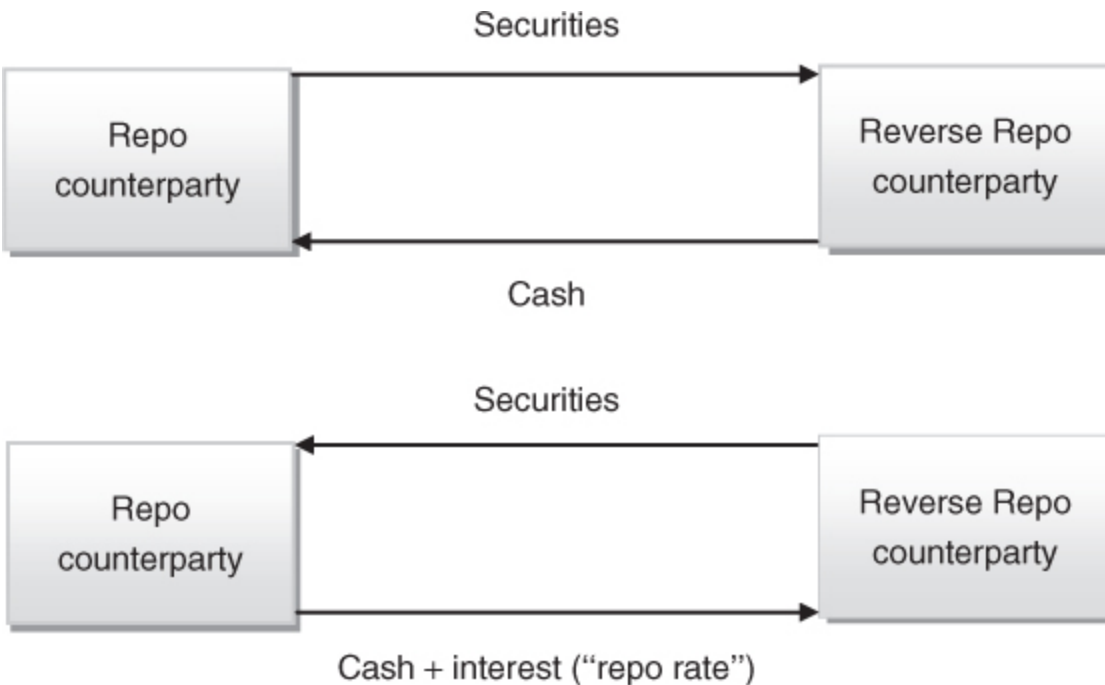 Securities
Repo
counterparty
Reverse Repo
counterparty
Cash
Securities
Repo
counterparty
Reverse Repo
counterparty
Cash + interest (“repo rate”)